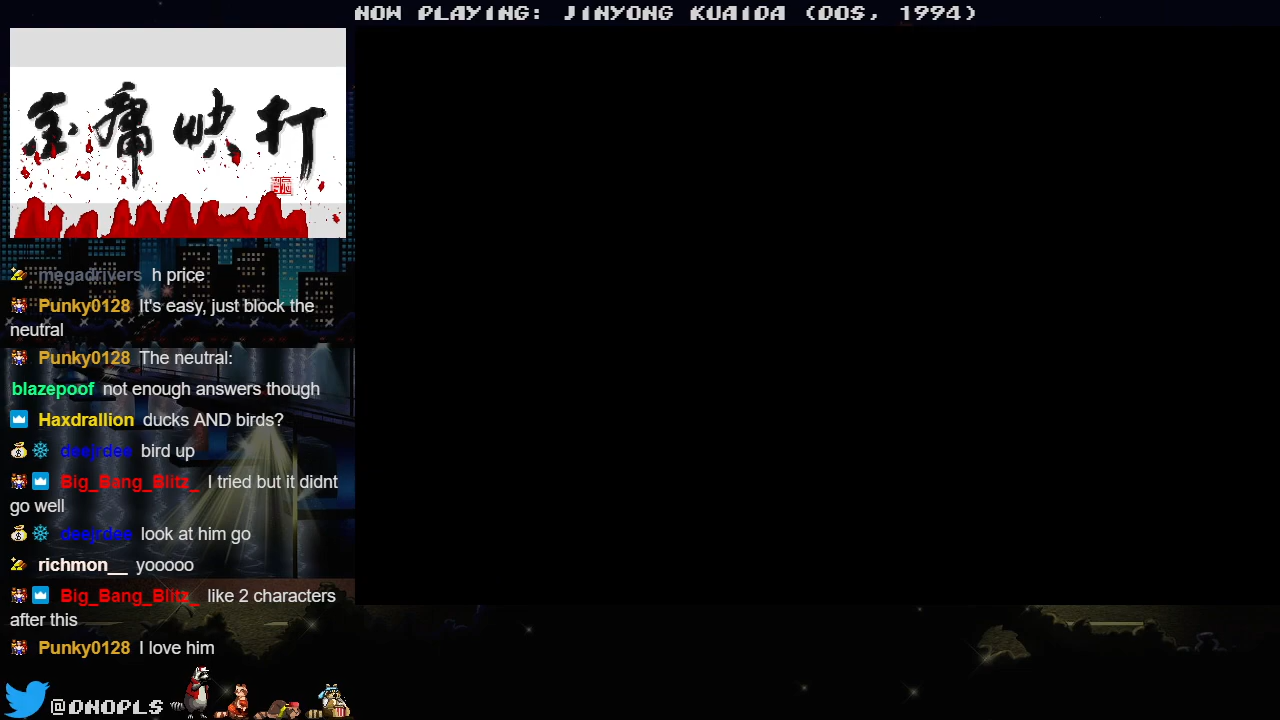 NOW PLAYING: JINYONG KUAIDA (DOS, 1994)
金庸快打
megadrivers h price
Punky0128 It's easy, just block the
neutral
Punky0128 The neutral:
blazepoof not enough answers though
Haxdrallion ducks AND birds?
deejrdee bird up
Big_Bang_Blitz_ I tried but it didnt
go well
deejrdee look at him go
richmon__ yooooo
Big_Bang_Blitz_ like 2 characters
after this
Punky0128 I love him
@ONOPLS